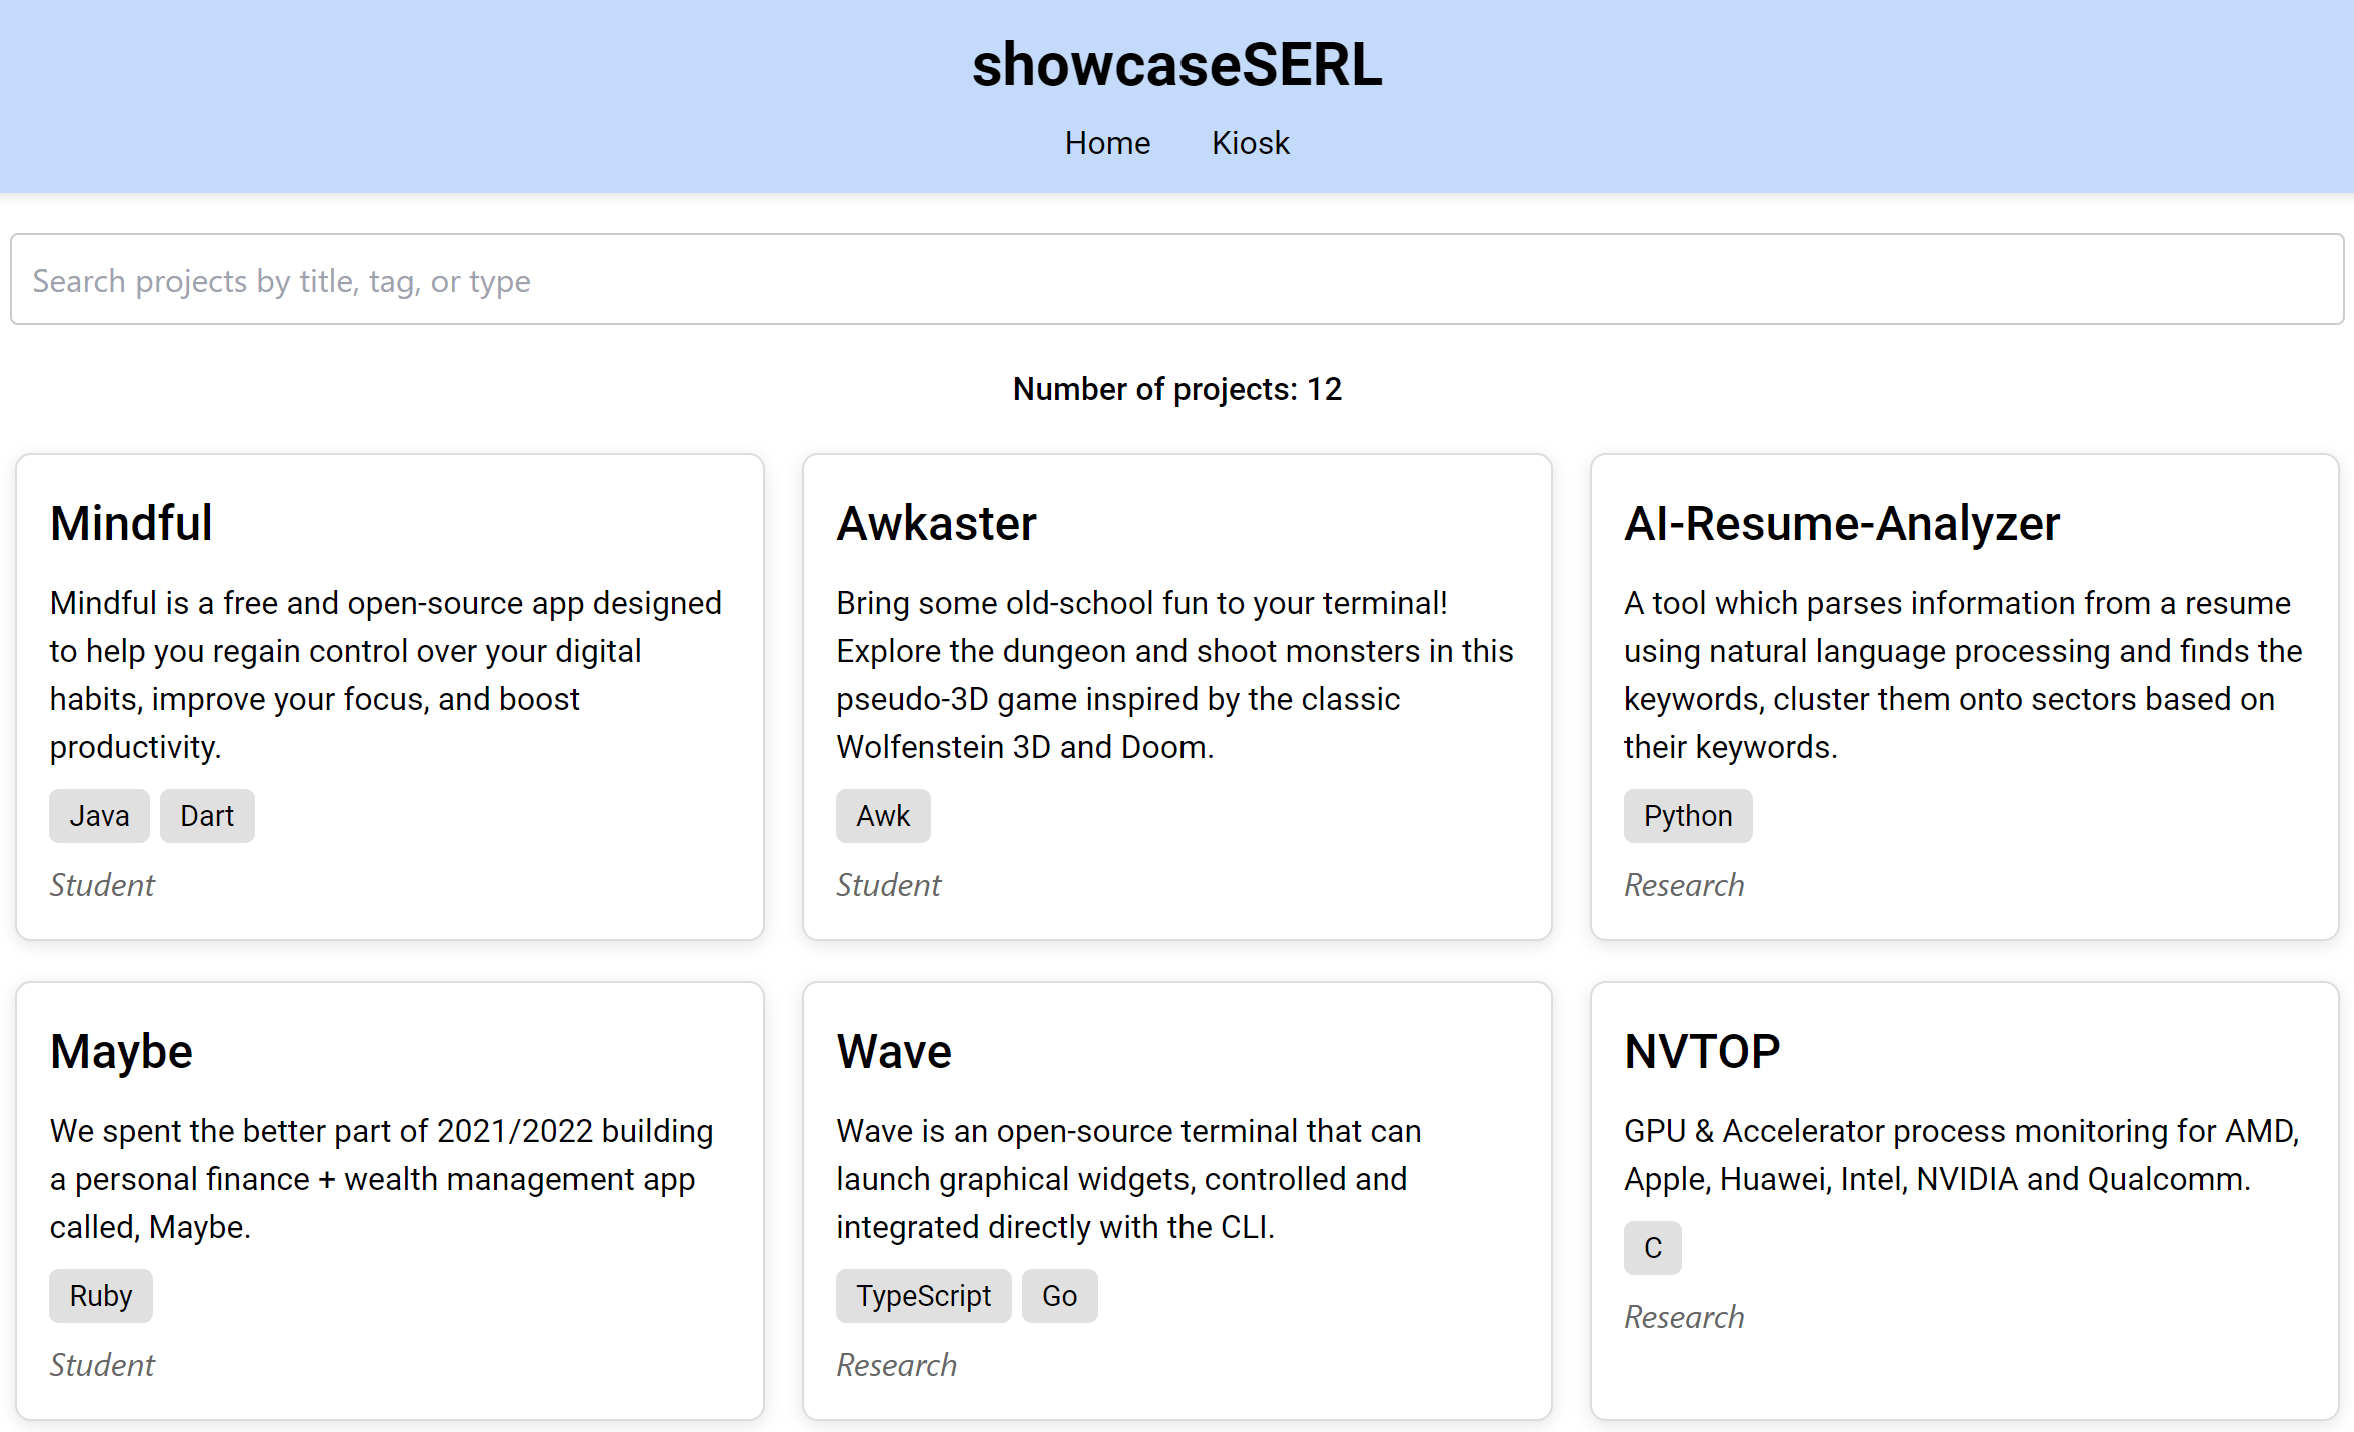 showcaseSERL
Home Kiosk
Search projects by title, tag, or type
Number of projects: 12
Mindful
Mindful is a free and open-source app designed
to help you regain control over your digital
habits, improve your focus, and boost
productivity.
Java Dart
Student
Awkaster
Bring some old-school fun to your terminal!
Explore the dungeon and shoot monsters in this
pseudo-3D game inspired by the classic
Wolfenstein 3D and Doom.
Awk
Student
AI-Resume-Analyzer
A tool which parses information from a resume
using natural language processing and finds the
keywords, cluster them onto sectors based on
their keywords.
Python
Research
Maybe
We spent the better part of 2021/2022 building
a personal finance + wealth management app
called, Maybe.
Ruby
Student
Wave
Wave is an open-source terminal that can
launch graphical widgets, controlled and
integrated directly with the CLI.
TypeScript Go
Research
NVTOP
GPU & Accelerator process monitoring for AMD,
Apple, Huawei, Intel, NVIDIA and Qualcomm.
C
Research